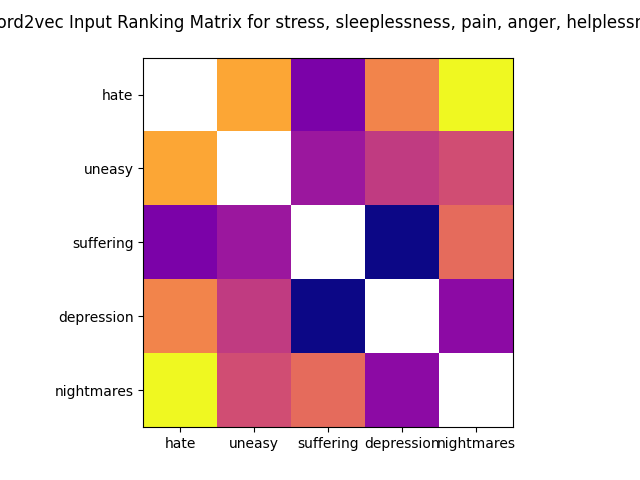 ord2vec Input Ranking Matrix for stress, sleeplessness, pain, anger, helplessn
hate
uneasy
suffering
depression
nightmares
hate uneasy suffering depression nightmares